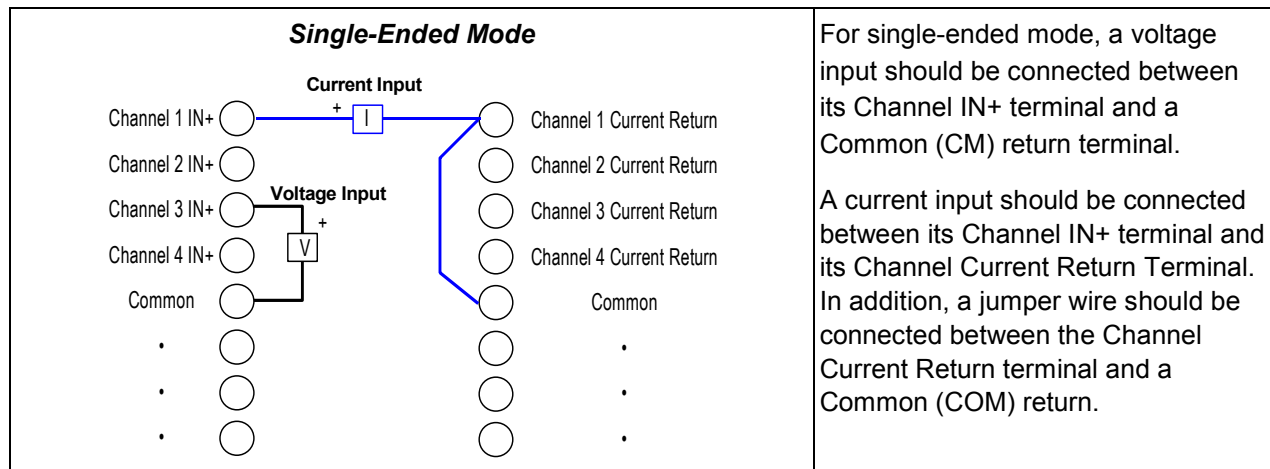 Single-Ended Mode
Current Input
+
I
Channel 1 IN+
Channel 1 Current Return
Channel 2 IN+
Channel 2 Current Return
Voltage Input
Channel 3 IN+
Channel 3 Current Return
+
V
Channel 4 IN+
Channel 4 Current Return
Common
Common
•
•
•
•
•
•
For single-ended mode, a voltage
input should be connected between
its Channel IN+ terminal and a
Common (CM) return terminal.
A current input should be connected
between its Channel IN+ terminal and
its Channel Current Return Terminal.
In addition, a jumper wire should be
connected between the Channel
Current Return terminal and a
Common (COM) return.